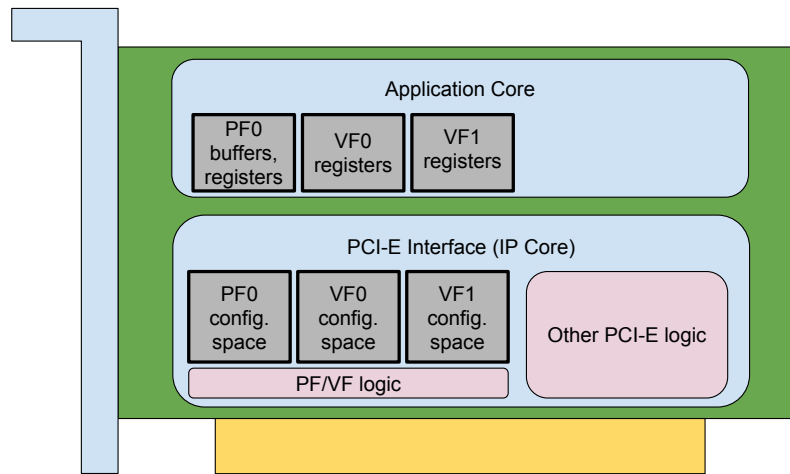 Application Core
PF0
buffers,
registers
VF0
registers
VF1
registers
PCI-E Interface (IP Core)
PF0
config.
space
VF0
config.
space
VF1
config.
space
Other PCI-E logic
PF/VF logic